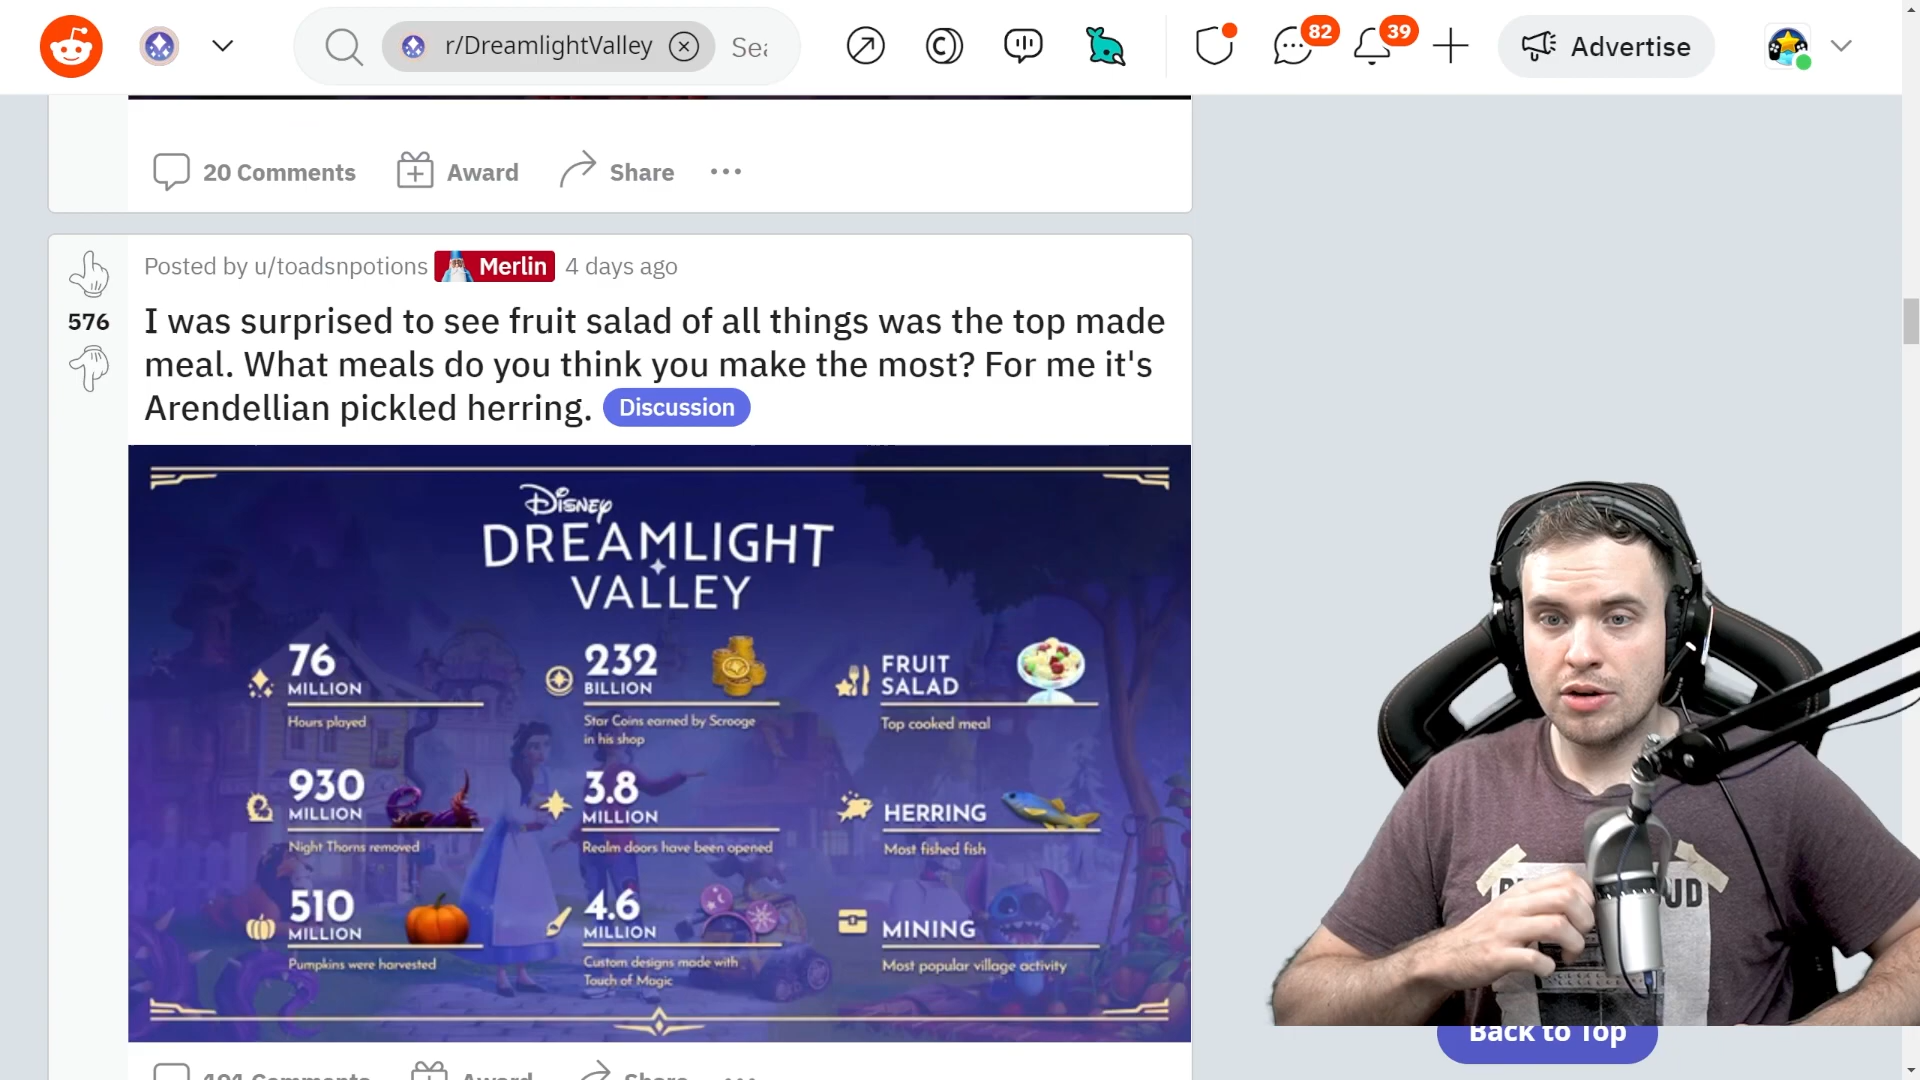 r/DreamlightValley
82
39
Advertise
20 Comments
Award
Share
Posted by u/toadsnpotions Merlin 4 days ago
576
I was surprised to see fruit salad of all things was the top made
meal. What meals do you think you make the most? For me it's
Arendellian pickled herring. Discussion
Disney
DREAMLIGHT
VALLEY
76
MILLION
Hours played
232
BILLION
Star Coins earned by Scrooge
in his shop
FRUIT
SALAD
Top cooked meal
930
MILLION
Night Thorns removed
3.8
MILLION
Realm doors have been opened
HERRING
Most fished fish
510
MILLION
Pumpkins were harvested
4.6
MILLION
Custom designs made with
Touch of Magic
MINING
Most popular village activity
Back to Top
Award
Share